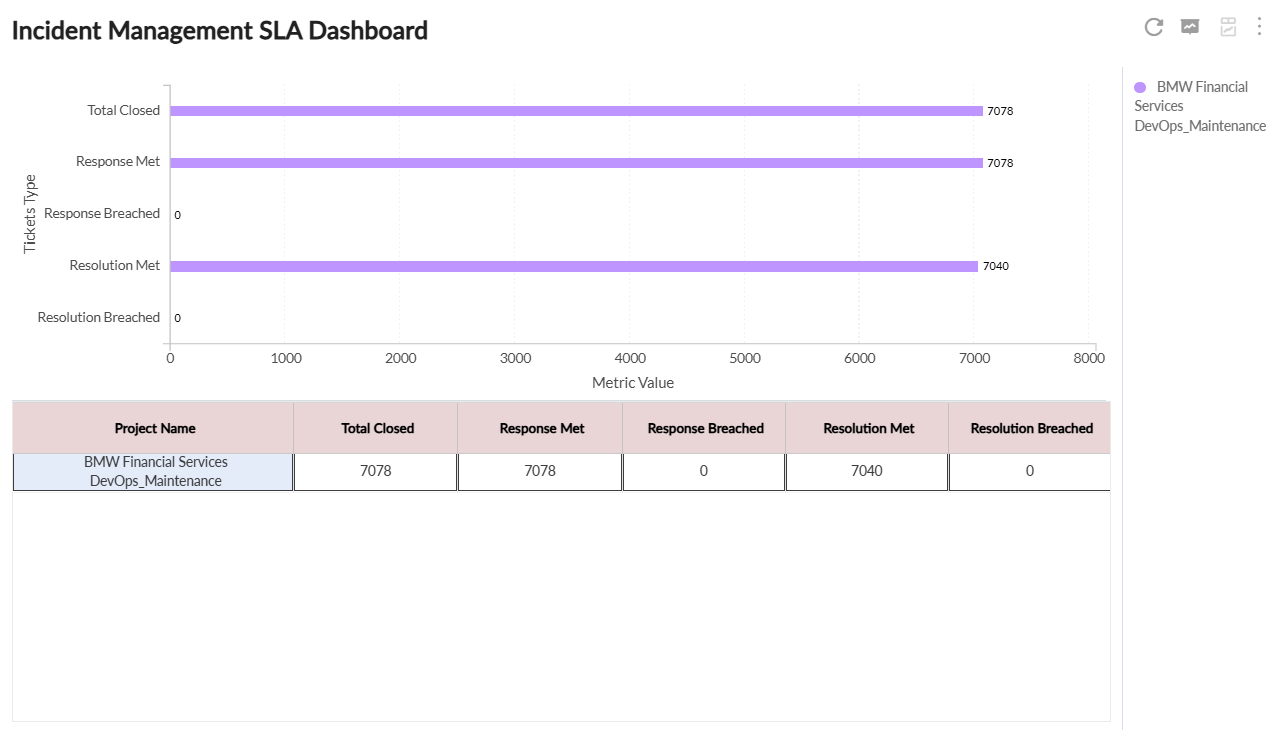 Incident Management SLA Dashboard
BMW Financial
Services
DevOps_Maintenance
Tickets Type
Total Closed
7078
Response Met
7078
Response Breached
0
Resolution Met
7040
Resolution Breached
0
0 1000 2000 3000 4000 5000 6000 7000 8000
Metric Value
Project Name Total Closed Response Met Response Breached Resolution Met Resolution Breached
BMW Financial Services
DevOps_Maintenance
7078 7078 0 7040 0